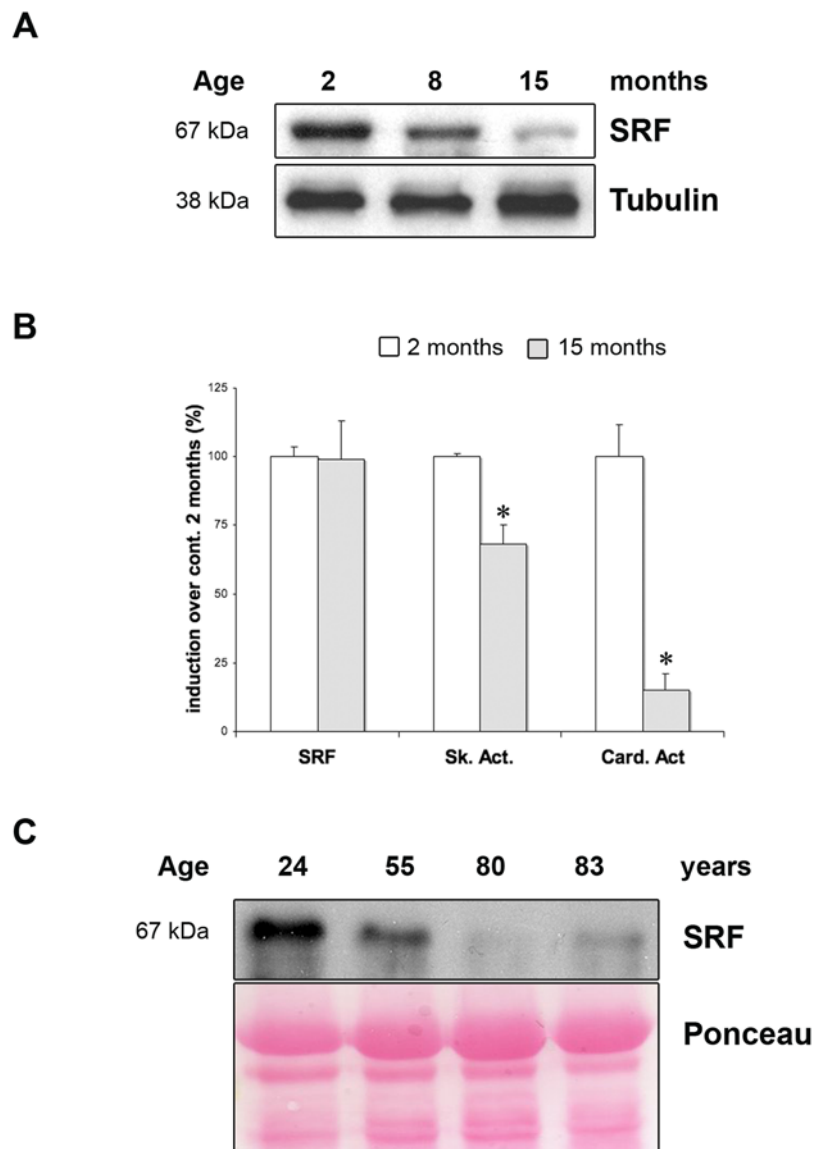 A
Age 2 8 15 months
67 kDa SRF
38 kDa Tubulin
B
2 months 15 months
induction over cont. 2 months (%)
125
100
75
50
25
0
*
*
SRF Sk. Act. Card. Act
C
Age 24 55 80 83 years
67 kDa SRF
Ponceau